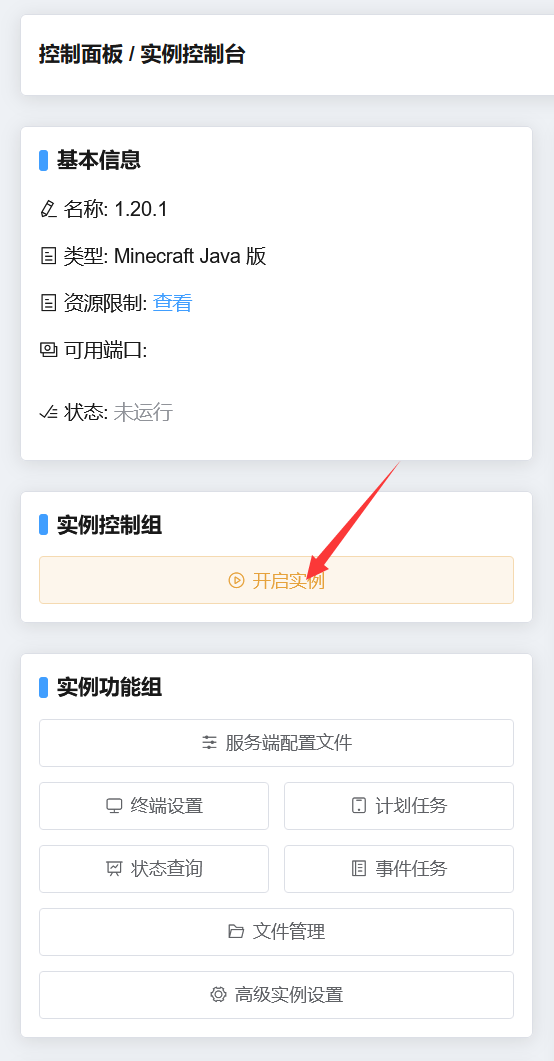 控制面板 / 实例控制台
基本信息
名称: 1.20.1
类型: Minecraft Java 版
资源限制: 查看
可用端口:
状态: 未运行
实例控制组
开启实例
实例功能组
服务端配置文件
终端设置
计划任务
状态查询
事件任务
文件管理
高级实例设置